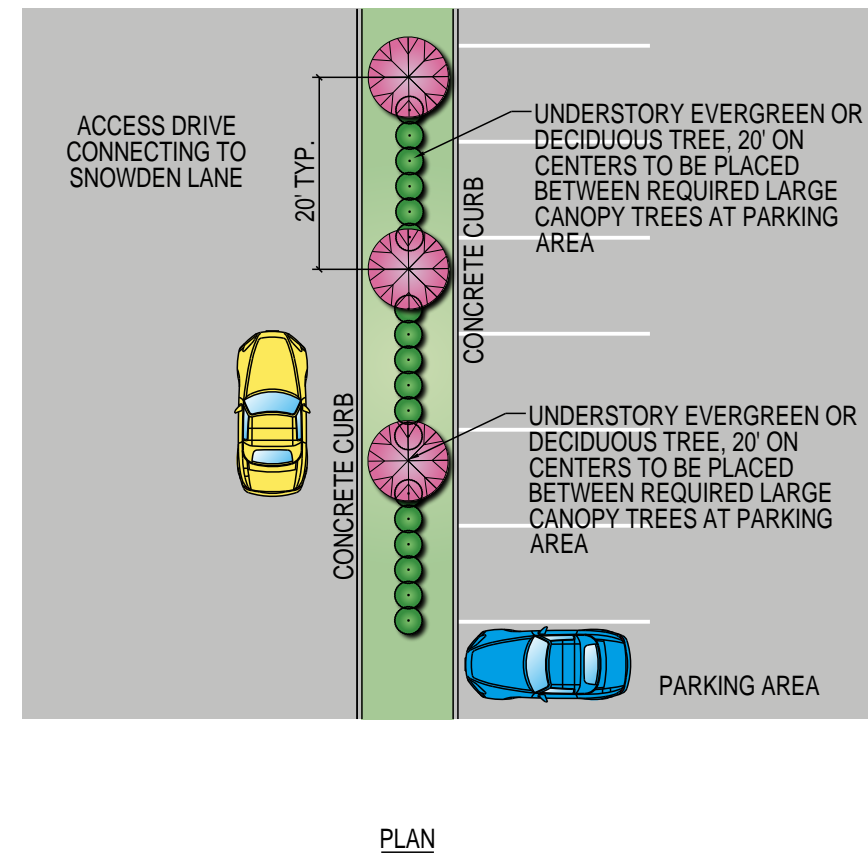 ACCESS DRIVE
CONNECTING TO
SNOWDEN LANE
20' TYP.
UNDERSTORY EVERGREEN OR
DECIDUOUS TREE, 20' ON
CENTERS TO BE PLACED
BETWEEN REQUIRED LARGE
CANOPY TREES AT PARKING
AREA
CONCRETE CURB
CONCRETE CURB
UNDERSTORY EVERGREEN OR
DECIDUOUS TREE, 20' ON
CENTERS TO BE PLACED
BETWEEN REQUIRED LARGE
CANOPY TREES AT PARKING
AREA
PARKING AREA
PLAN